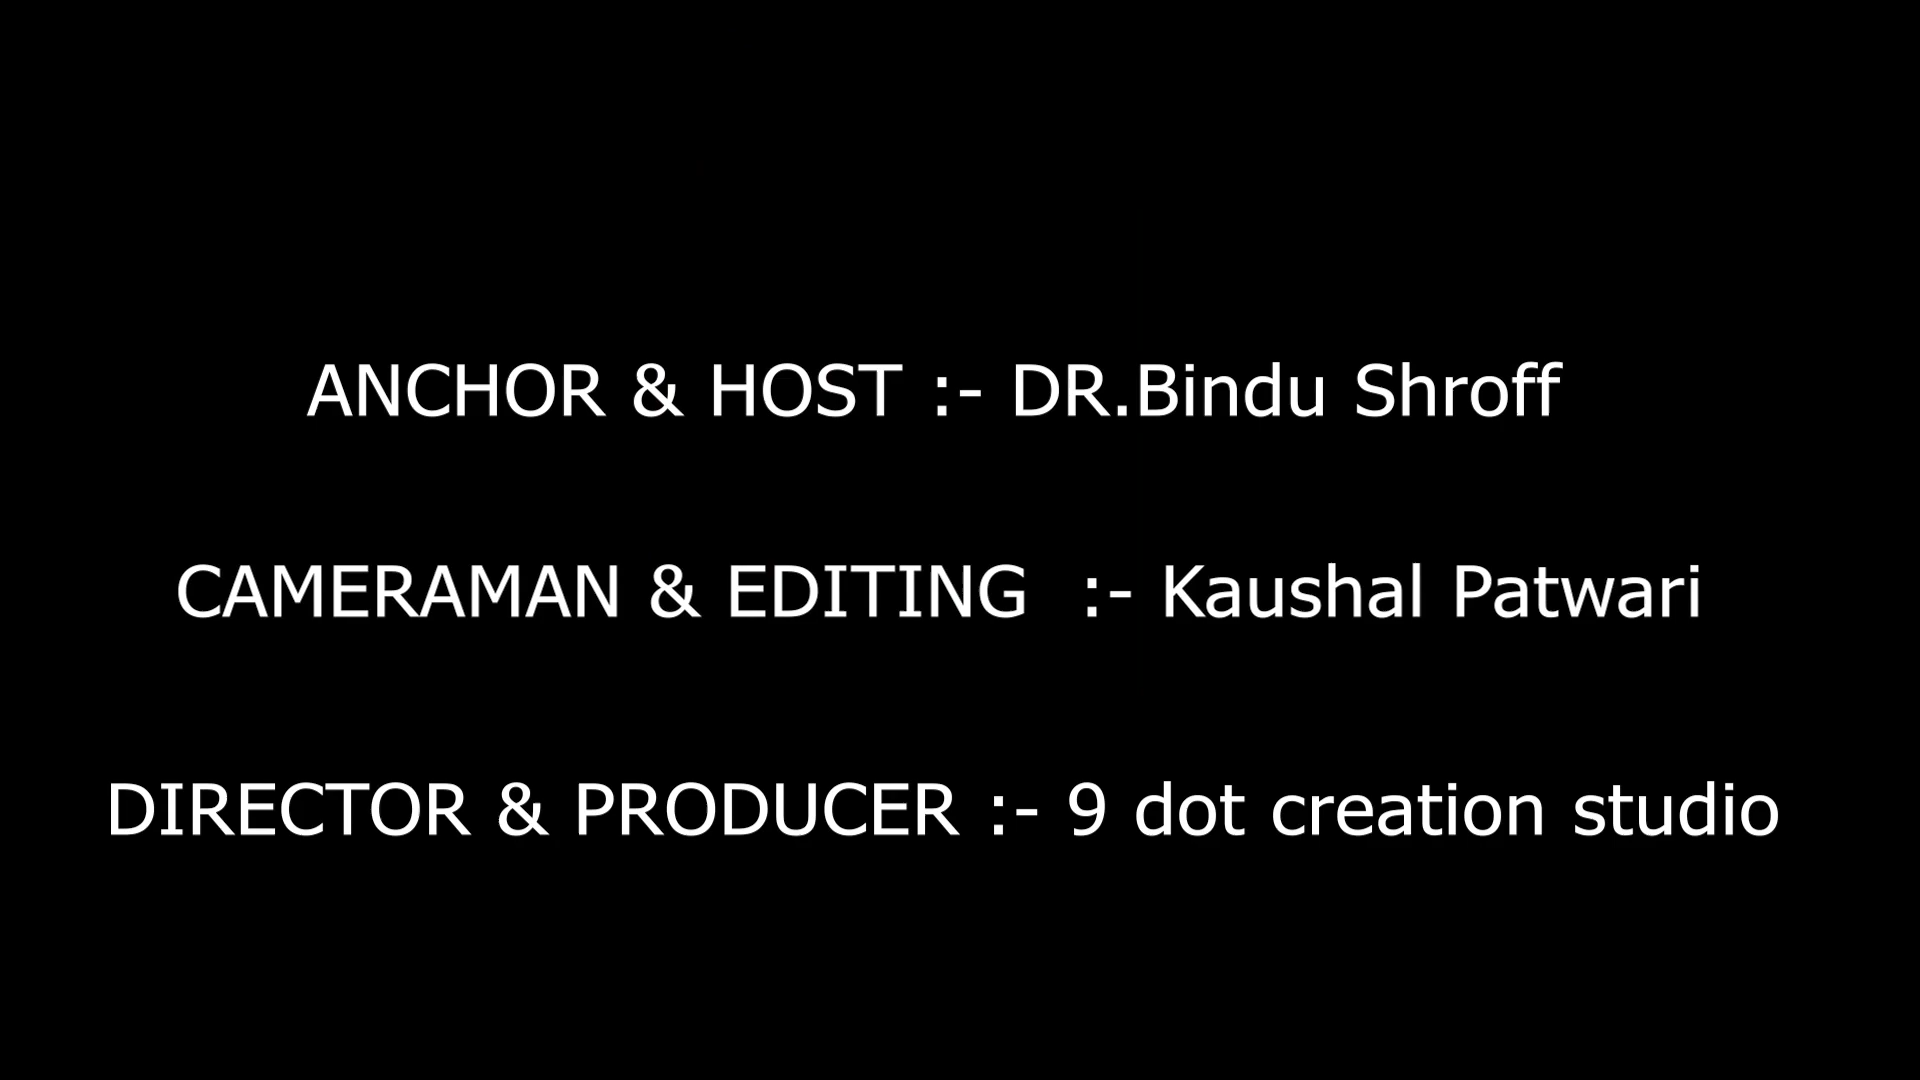 ANCHOR & HOST :- DR.Bindu Shroff
CAMERAMAN & EDITING  :- Kaushal Patwari
DIRECTOR & PRODUCER :- 9 dot creation studio